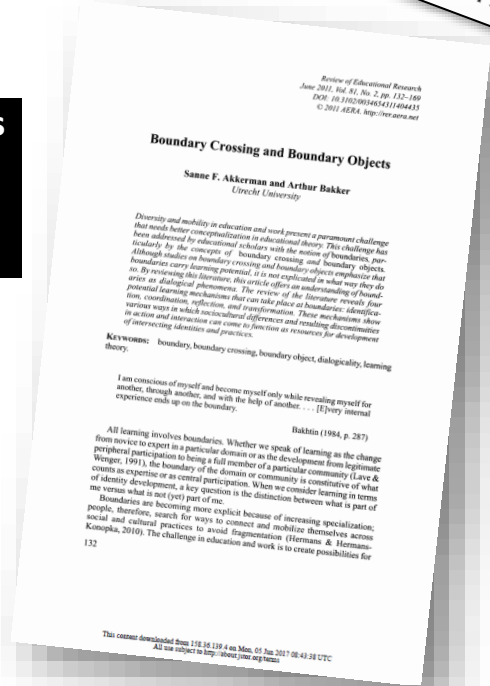 s
Review of Educational Research
June 2011, Vol. 81, No. 2, pp. 132–169
DOI: 10.3102/0034654311404435
© 2011 AERA. http://rer.aera.net
Boundary Crossing and Boundary Objects
Sanne F. Akkerman and Arthur Bakker
Utrecht University
Diversity and mobility in education and work present a paramount challenge
that needs better conceptualization in educational theory. This challenge has
been addressed by educational scholars with the notion of boundaries, par-
ticularly by the concepts of boundary crossing and boundary objects.
Although studies on boundary crossing and boundary objects emphasize that
boundaries carry learning potential, it is not explicated in what way they do
so. By reviewing this literature, this article offers an understanding of bound-
aries as dialogical phenomena. The review of the literature reveals four
potential learning mechanisms that can take place at boundaries: identifica-
tion, coordination, reflection, and transformation. These mechanisms show
various ways in which sociocultural differences and resulting discontinuities
in action and interaction can come to function as resources for development
of intersecting identities and practices.
KEYWORDS: boundary, boundary crossing, boundary object, dialogicality, learning
theory.
I am conscious of myself and become myself only while revealing myself for
another, through another, and with the help of another. . . . [E]very internal
experience ends up on the boundary.
Bakhtin (1984, p. 287)
All learning involves boundaries. Whether we speak of learning as the change
from novice to expert in a particular domain or as the development from legitimate
peripheral participation to being a full member of a particular community (Lave &
Wenger, 1991), the boundary of the domain or community is constitutive of what
counts as expertise or as central participation. When we consider learning in terms
of identity development, a key question is the distinction between what is part of
me versus what is not (yet) part of me.
Boundaries are becoming more explicit because of increasing specialization;
people, therefore, search for ways to connect and mobilize themselves across
social and cultural practices to avoid fragmentation (Hermans & Hermans-
Konopka, 2010). The challenge in education and work is to create possibilities for
132
This content downloaded from 158.36.139.4 on Mon, 05 Jun 2017 08:43:38 UTC
All use subject to http://about.jstor.org/terms